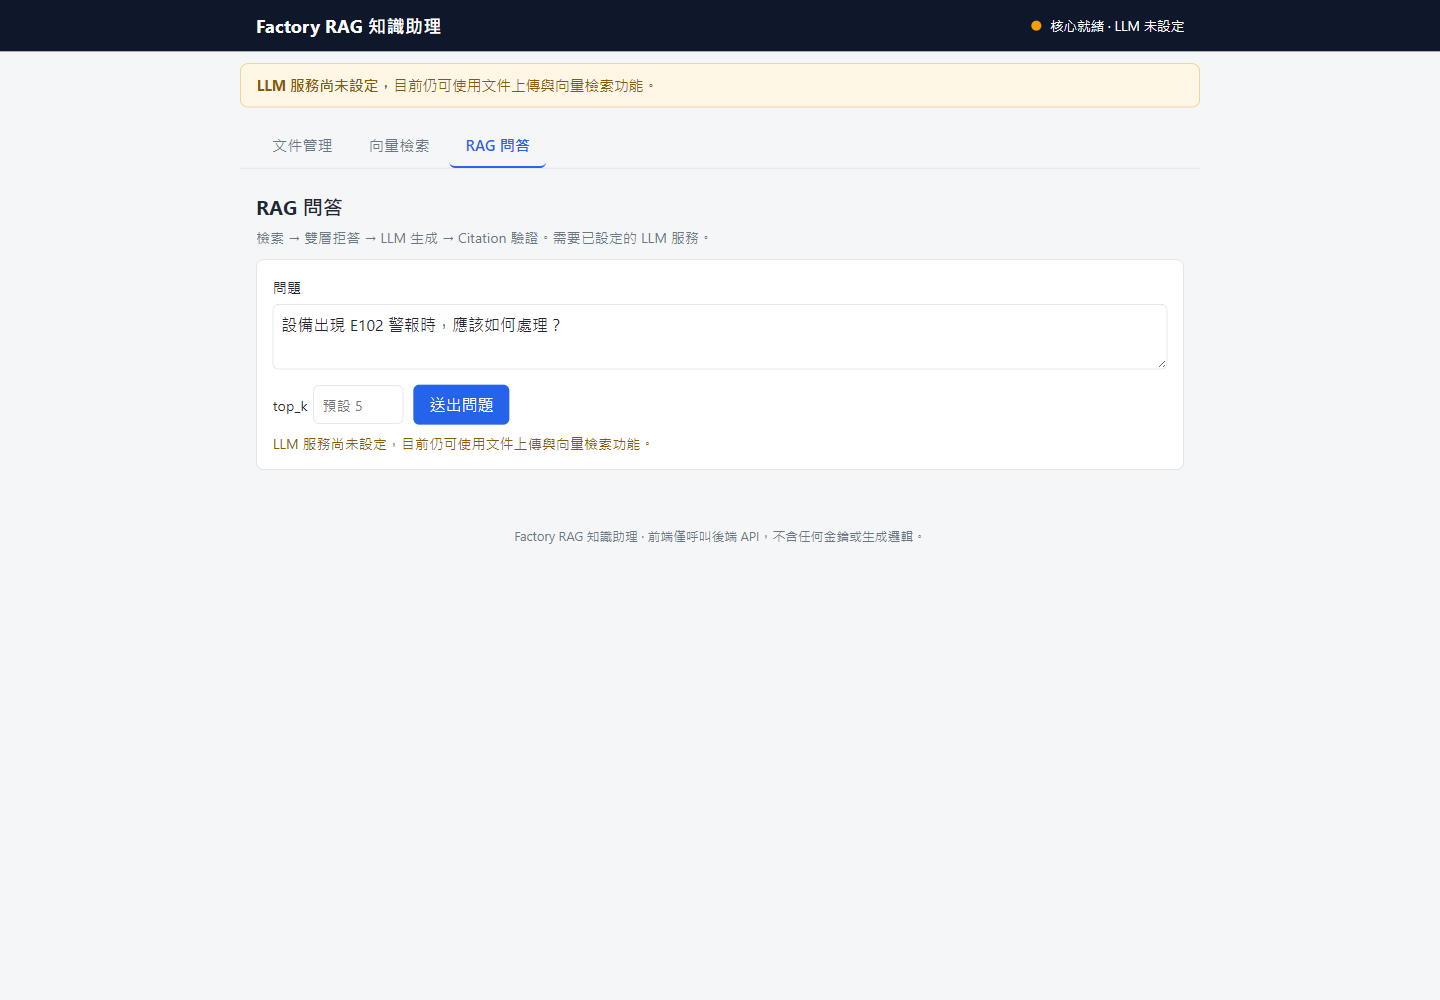 Factory RAG 知識助理
核心就緒 · LLM 未設定
LLM 服務尚未設定，目前仍可使用文件上傳與向量檢索功能。
文件管理
向量檢索
RAG 問答
RAG 問答
檢索 → 雙層拒答 → LLM 生成 → Citation 驗證。需要已設定的 LLM 服務。
問題
設備出現 E102 警報時，應該如何處理？
top_k 預設 5 送出問題
LLM 服務尚未設定，目前仍可使用文件上傳與向量檢索功能。
Factory RAG 知識助理 · 前端僅呼叫後端 API，不含任何金鑰或生成邏輯。